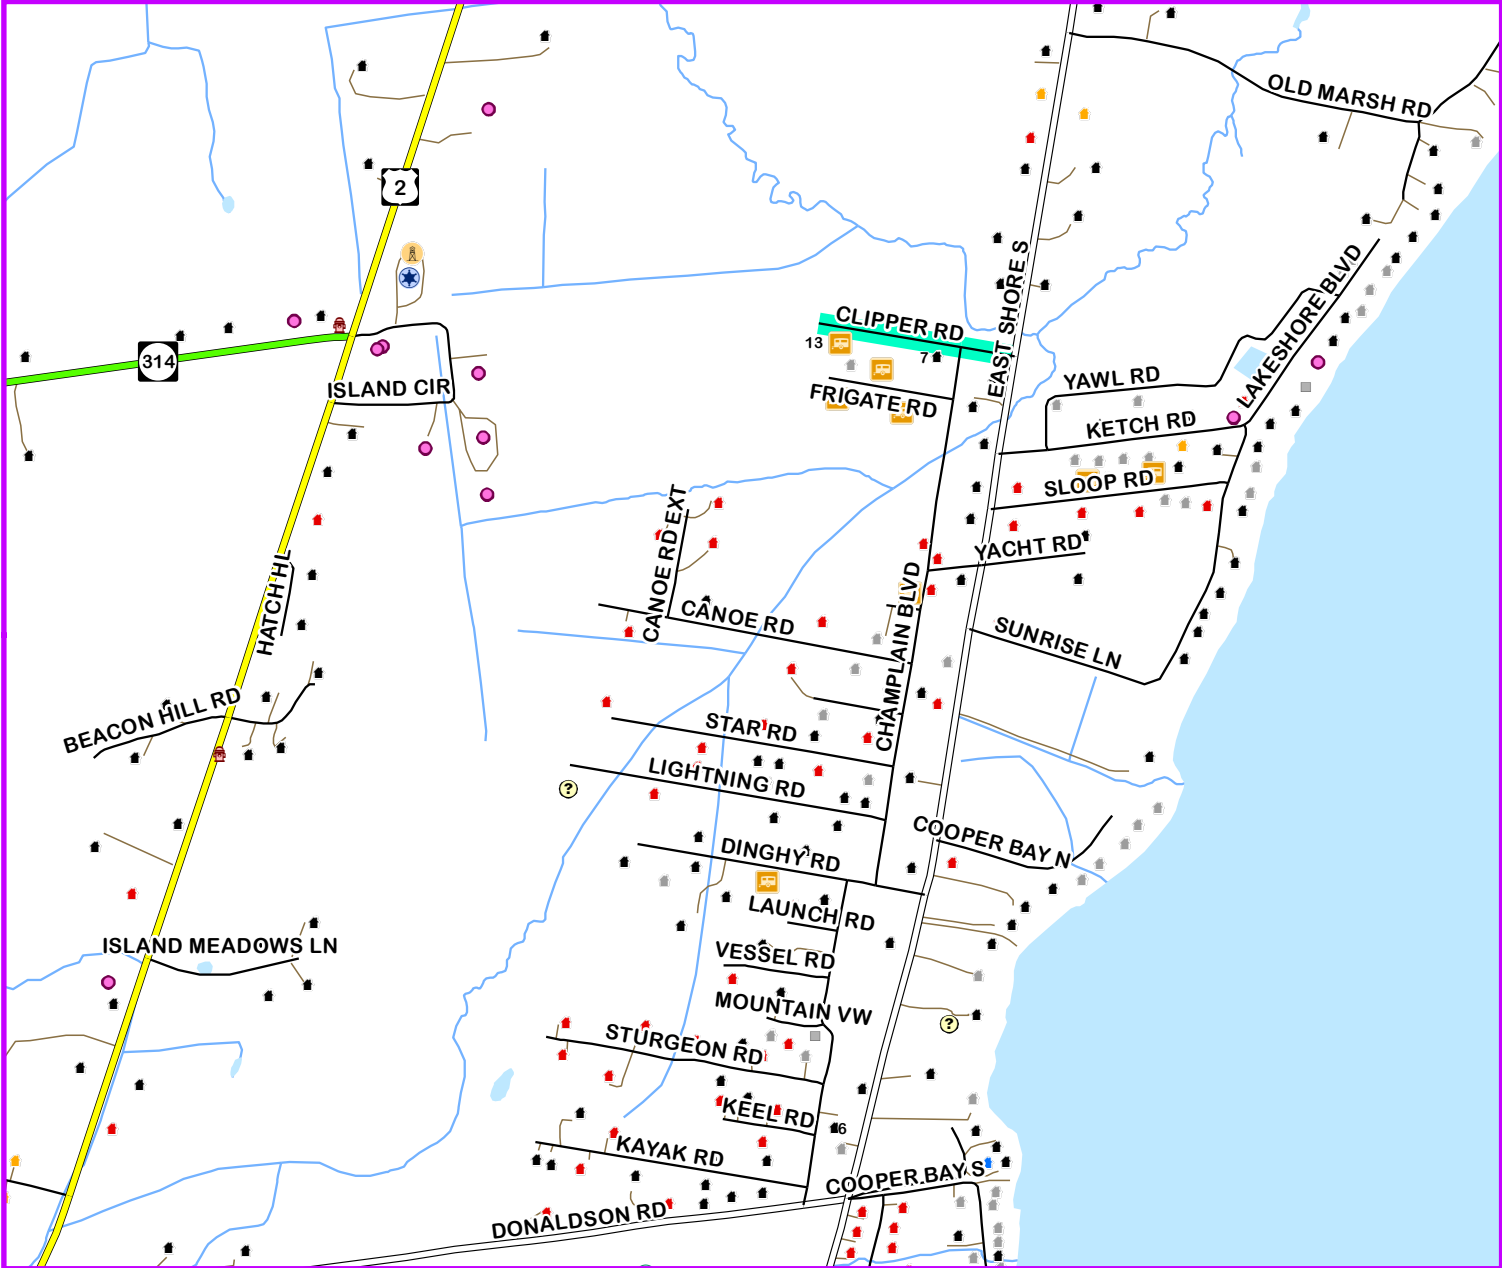 OLD MARSH RD
2
EAST SHORE S
LAKESHORE BLVD
CLIPPER RD
13
7
314
ISLAND CIR
FRIGATE RD
YAWL RD
KETCH RD
SLOOP RD
YACHT RD
CANOE RD EXT
CANOE RD
HATCH HL
CHAMPLAIN BLVD
SUNRISE LN
BEACON HILL RD
STAR RD
LIGHTNING RD
?
COOPER BAY N
DINGHY RD
LAUNCH RD
ISLAND MEADOWS LN
VESSEL RD
MOUNTAIN VW
?
STURGEON RD
KEEL RD
6
KAYAK RD
COOPER BAY S
DONALDSON RD